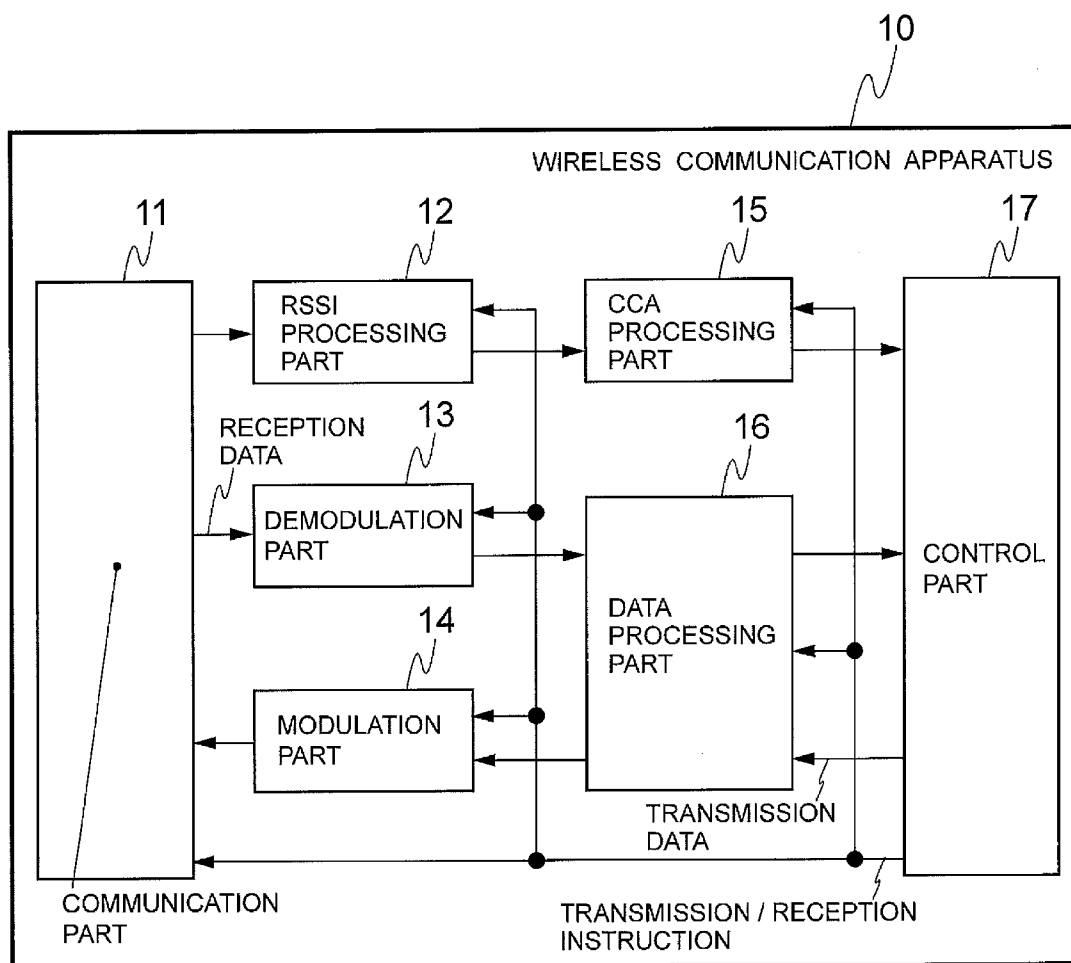 10
WIRELESS COMMUNICATION APPARATUS
11
12
15
17
RSSI
PROCESSING
PART
CCA
PROCESSING
PART
RECEPTION
DATA
13
16
DEMODULATION
PART
CONTROL
PART
DATA
PROCESSING
PART
14
MODULATION
PART
TRANSMISSION
DATA
COMMUNICATION
PART
TRANSMISSION / RECEPTION
INSTRUCTION